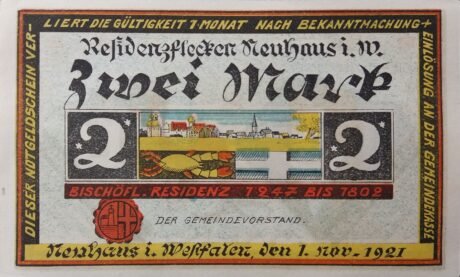 DIESER NOTGELDSCHEIN VER-
LIERT DIE GÜLTIGKEIT 1 MONAT NACH BEKANNTMACHUNG +
EINLÖSUNG AN DER GEMEINDEKASSE
Residenzflecken Neuhaus i. W.
Zwei Mark
2 2
BISCHÖFL. RESIDENZ 1247 BIS 1802
DER GEMEINDEVORSTAND.
Neuhaus i. Westfalen, den 1. Nov. 1921